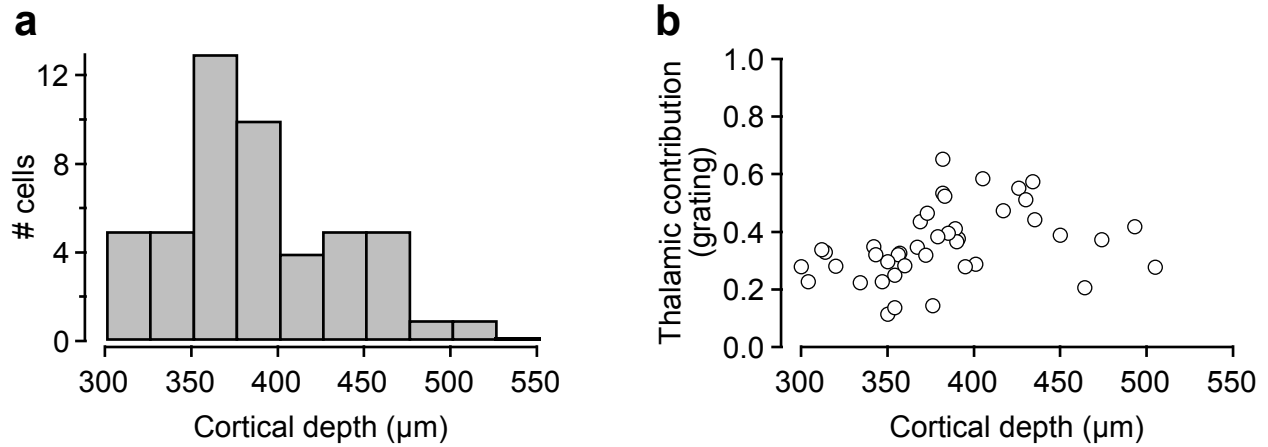 a
# cells
12
8
4
0
300 350 400 450 500 550
Cortical depth (µm)
b
Thalamic contribution
(grating)
1.0
0.8
0.6
0.4
0.2
0.0
300 350 400 450 500 550
Cortical depth (µm)